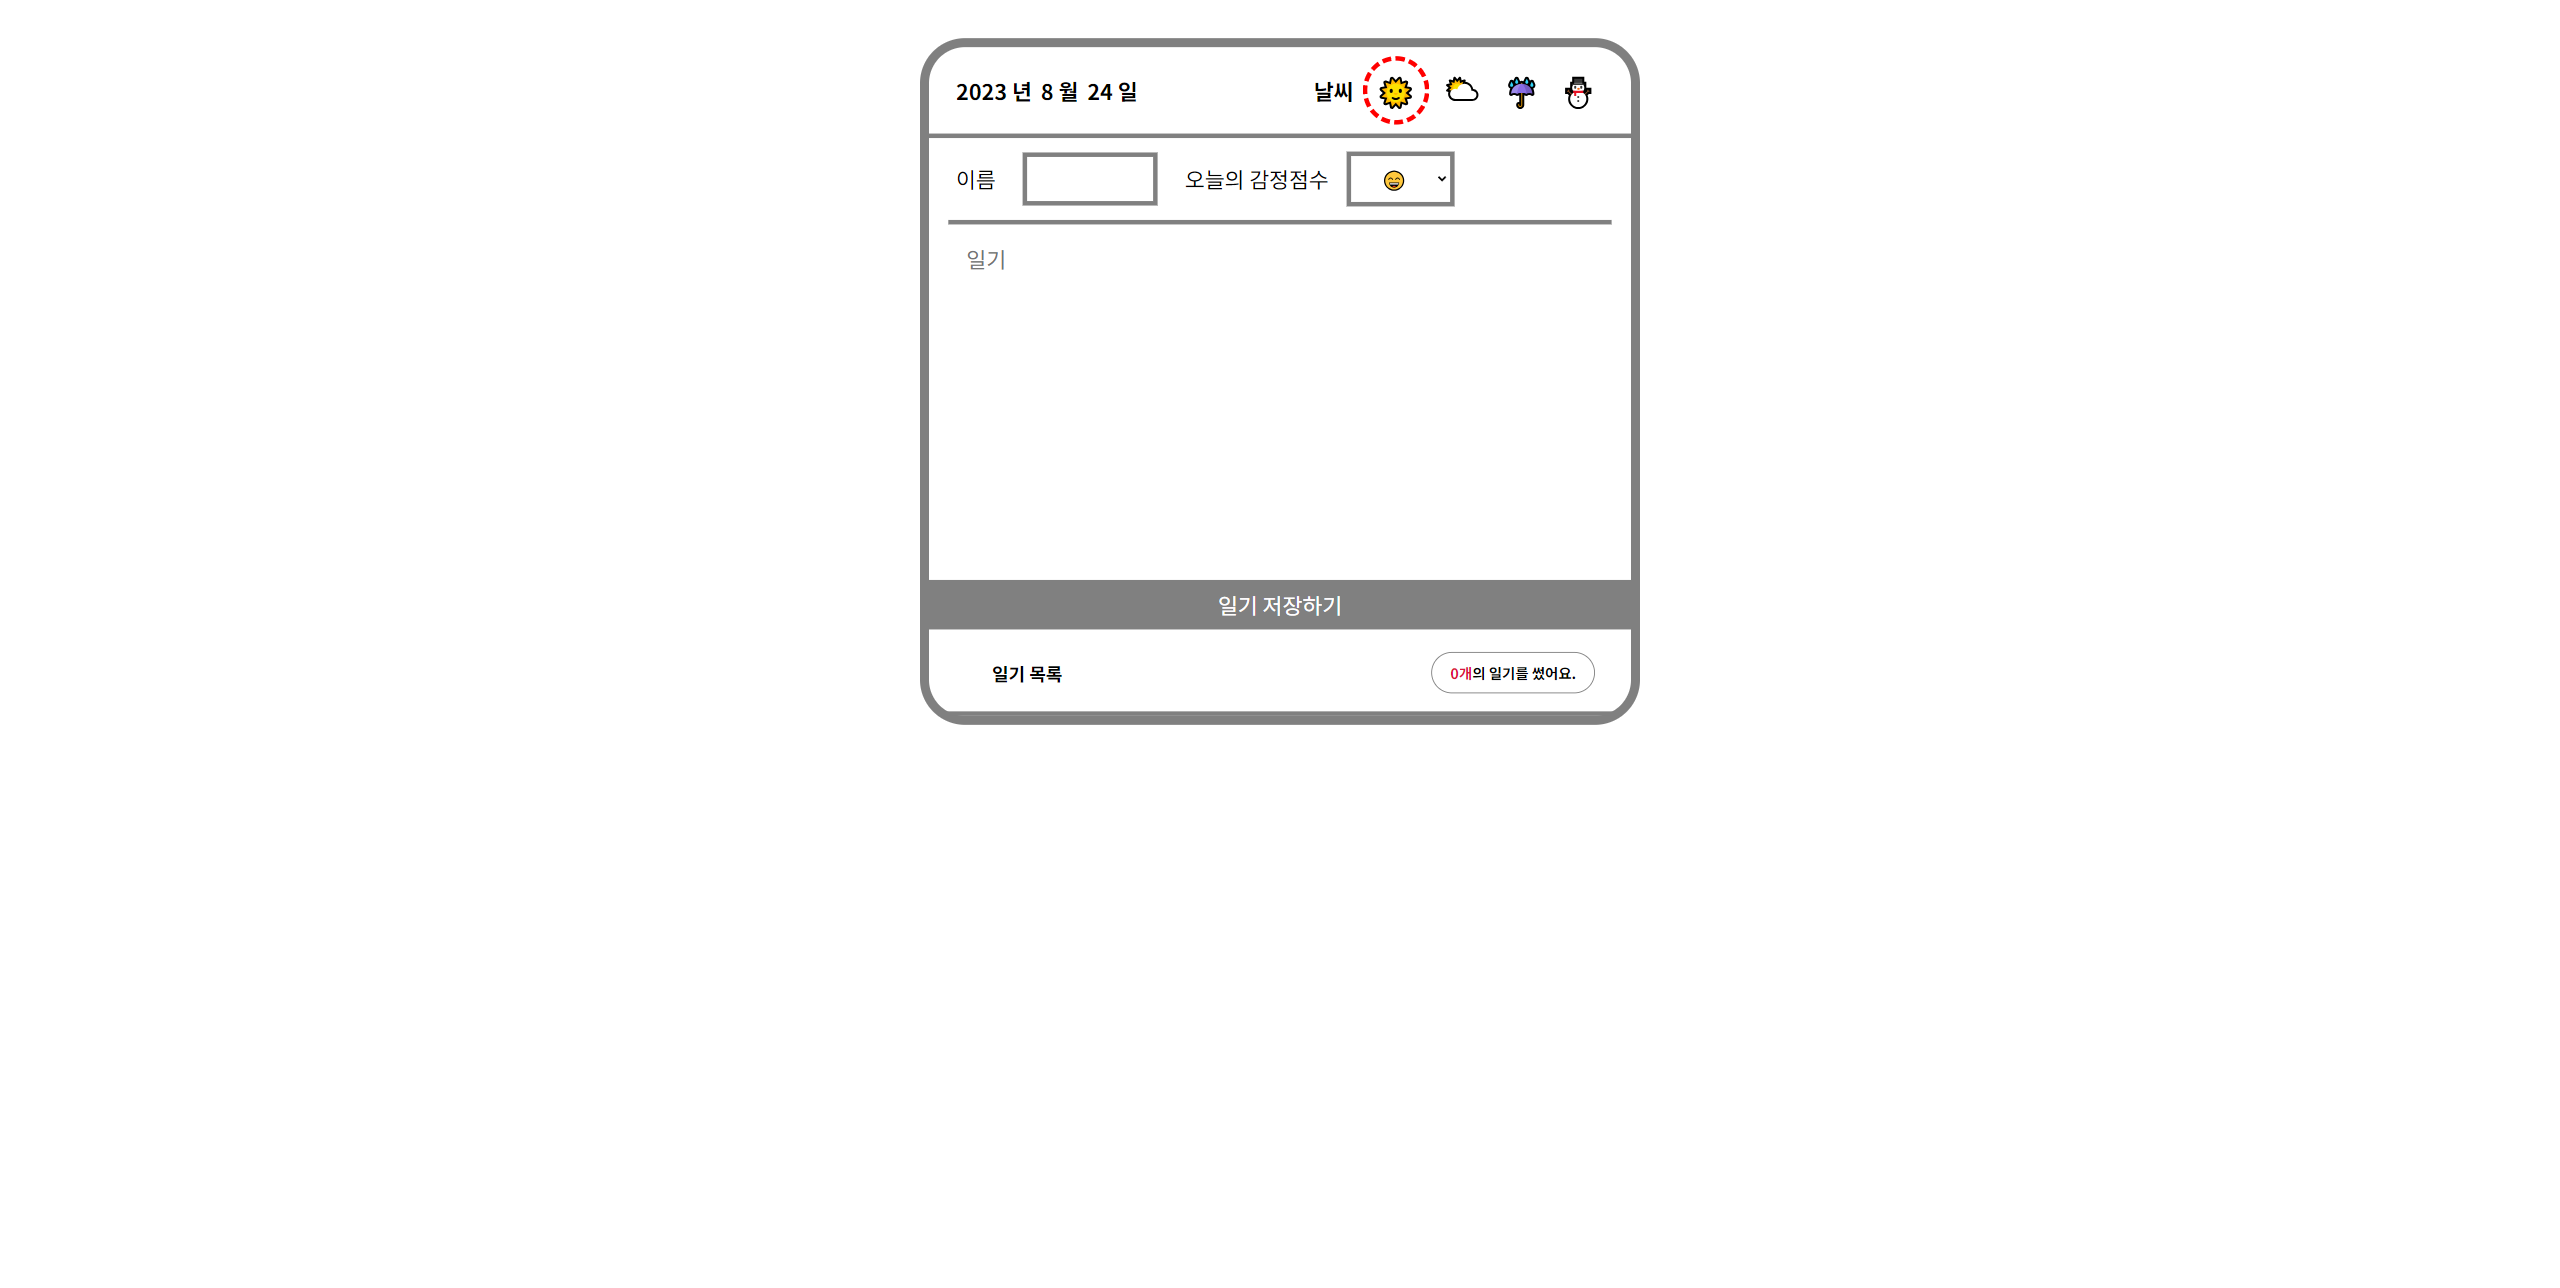 2023 년 8 월 24 일 날씨
이름 오늘의 감정점수
일기
일기 저장하기
일기 목록 0개의 일기를 썼어요.